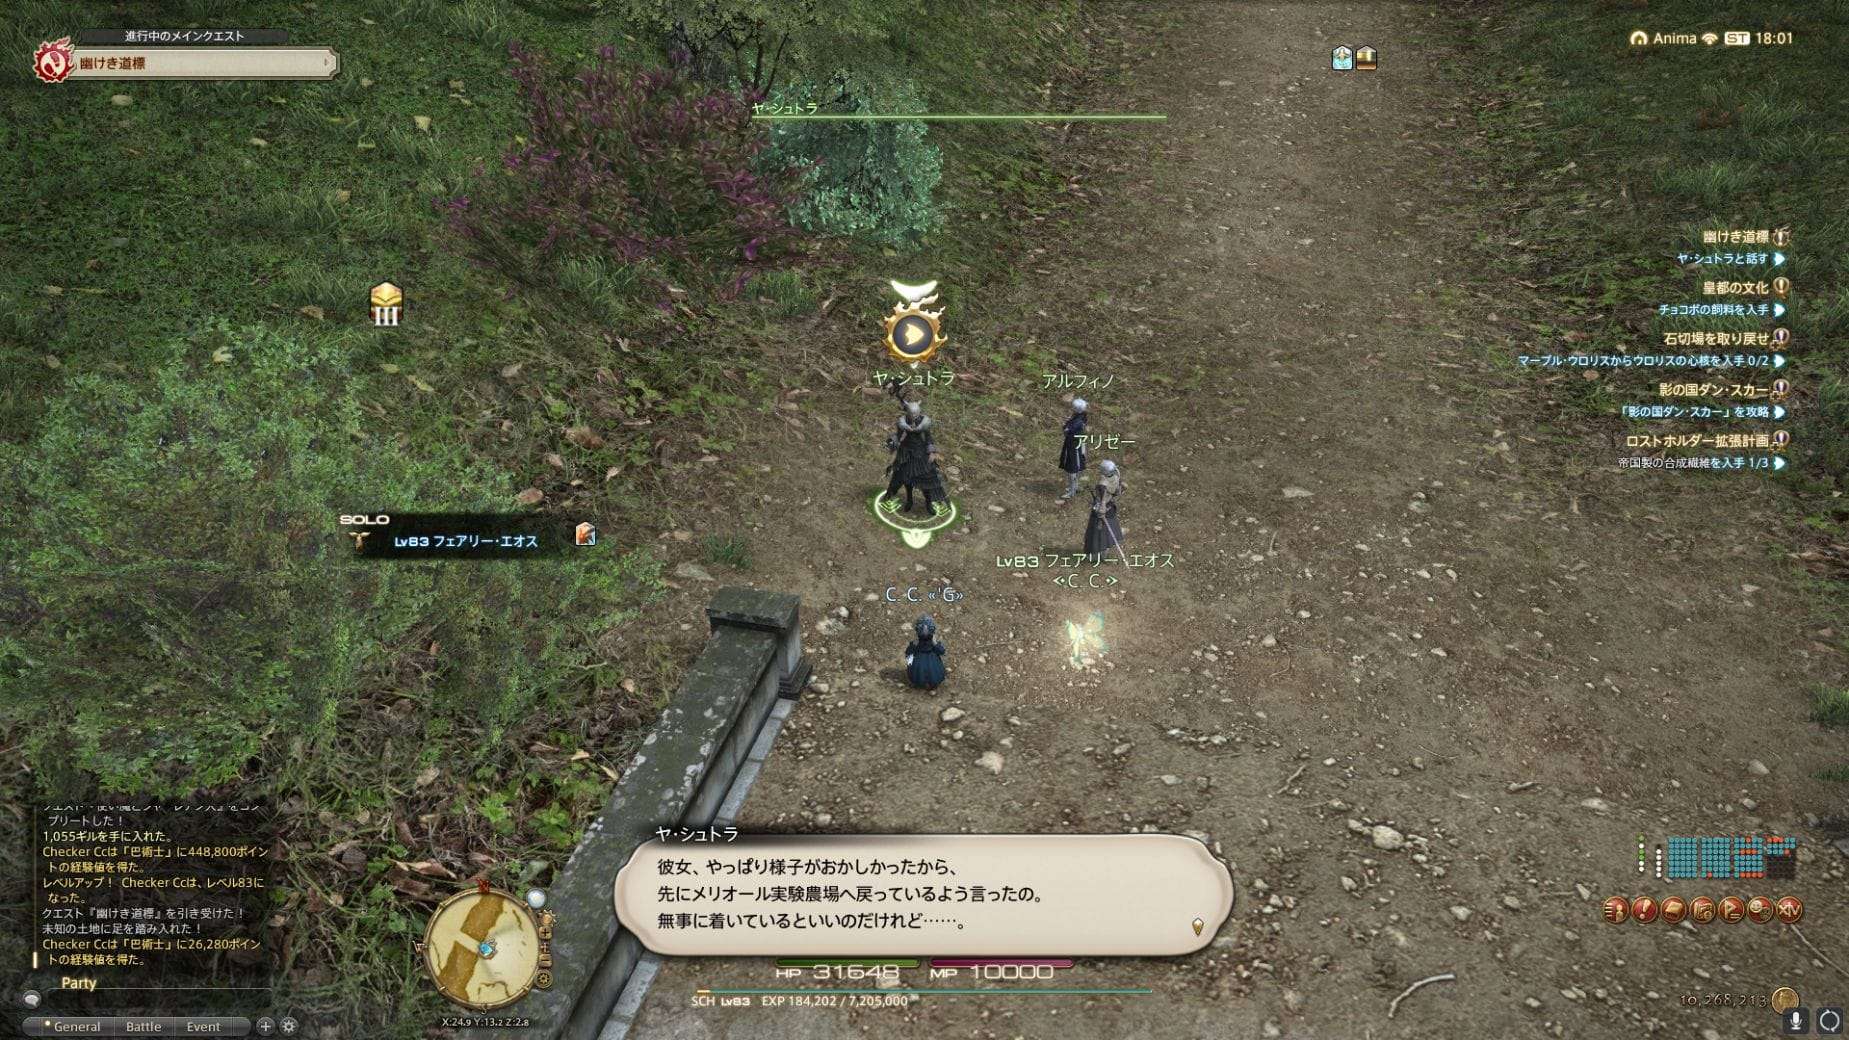 進行中のメインクエスト
幽けき道標
Anima ST 18:01
ヤ・シュトラ
幽けき道標
ヤ・シュトラと話す
皇都の文化
チョコボの飼料を入手
石切場を取り戻せ
マーブル・ウロリスからウロリスの心核を入手 0/2
影の国ダン・スカー
「影の国ダン・スカー」を攻略
ロストホルダー拡張計画
帝国製の合成繊維を入手 1/3
III
ヤ・シュトラ
アルフィノ
アリゼー
SOLO
Lv83 フェアリー・エオス
Lv83 フェアリー・エオス
C. C. «'G»
プリートした！
1,055ギルを手に入れた。
Checker Ccは「巴術士」に448,800ポイン
トの経験値を得た。
レベルアップ！ Checker Ccは、レベル83に
なった。
クエスト『幽けき道標』を引き受けた！
未知の土地に足を踏み入れた！
Checker Ccは「巴術士」に26,280ポイン
トの経験値を得た。
Party
General Battle Event
X:24.9 Y:13.2 Z:2.8
ヤ・シュトラ
彼女、やっぱり様子がおかしかったから、
先にメリオール実験農場へ戻っているよう言ったの。
無事に着いているといいのだけれど……。
HP 31648 MP 10000
SCH Lv83 EXP 184,202 / 7,205,000
XIV
10,268,213